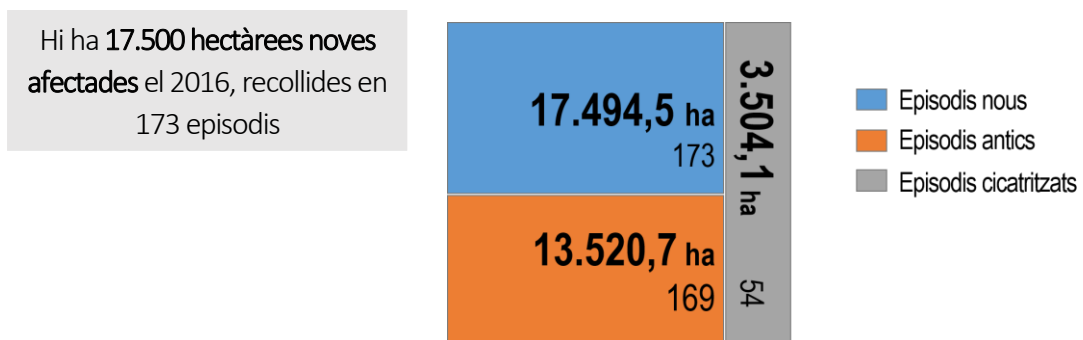 Hi ha 17.500 hectàrees noves
afectades el 2016, recollides en
173 episodis
17.494,5 ha
173
13.520,7 ha
169
3.504,1 ha
54
Episodis nous
Episodis antics
Episodis cicatritzats